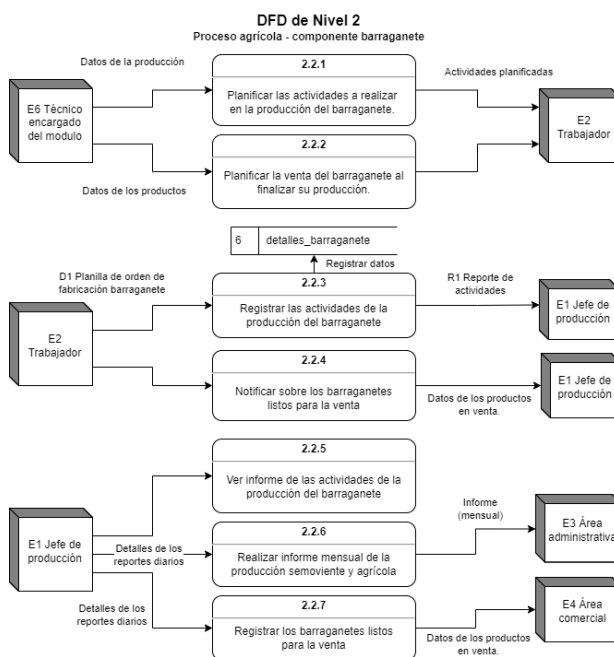 DFD de Nivel 2
Proceso agrícola - componente barraganete
Datos de la producción
2.2.1
Planificar las actividades a realizar
en la producción del barraganete.
Actividades planificadas
E6 Técnico
encargado
del modulo
E2
Trabajador
2.2.2
Planificar la venta del barraganete al
finalizar su producción.
Datos de los productos
6
detalles_barraganete
Registrar datos
D1 Planilla de orden de
fabricación barraganete
2.2.3
Registrar las actividades de la
producción del barraganete
R1 Reporte de
actividades
E1 Jefe de
producción
E2
Trabajador
2.2.4
Notificar sobre los barraganetes
listos para la venta
Datos de los productos
en venta.
E1 Jefe de
producción
2.2.5
Ver informe de las actividades de la
producción del barraganete
E1 Jefe de
producción
Detalles de los
reportes diarios
2.2.6
Realizar informe mensual de la
producción semoviente y agrícola
Informe
(mensual)
E3 Área
administrativa
Detalles de los
reportes diarios
2.2.7
Registrar los barraganetes listos
para la venta
Datos de los productos
en venta.
E4 Área
comercial